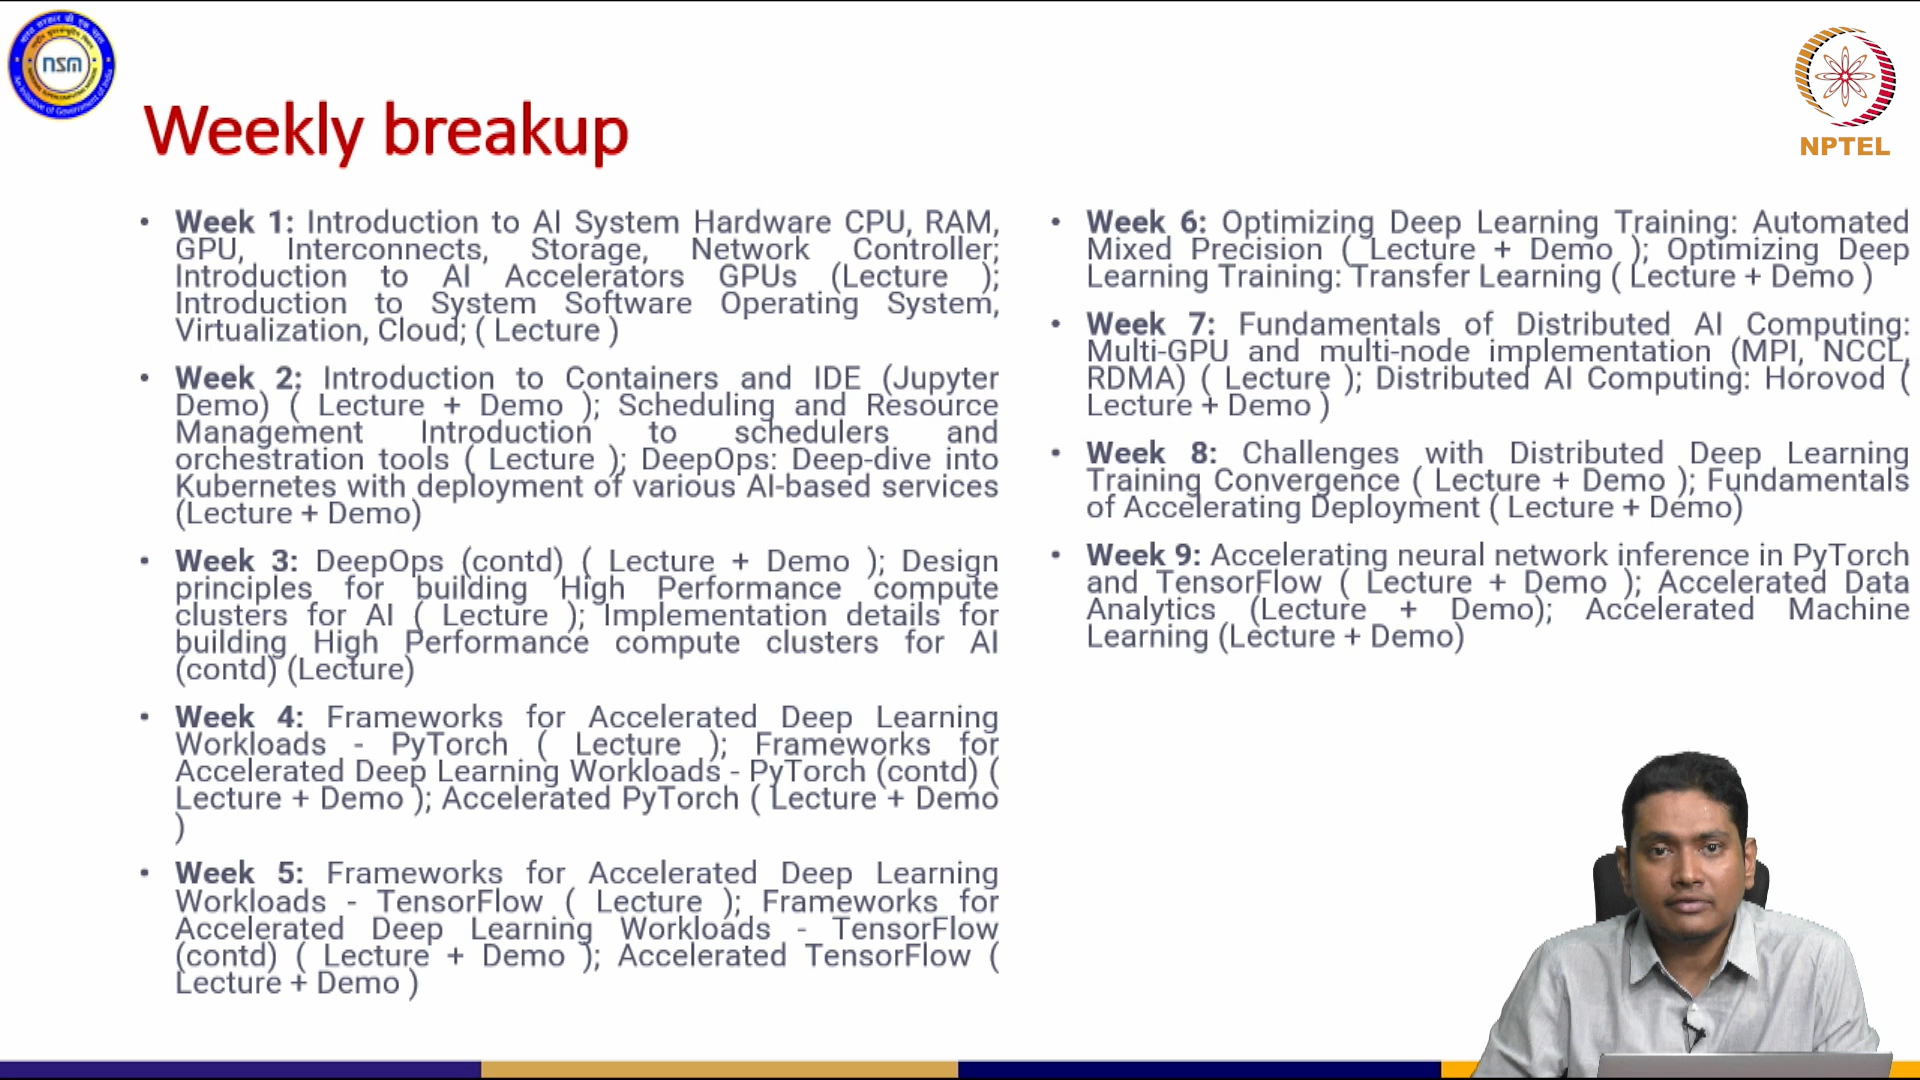 nsm
An Initiative of Government of India
NPTEL
Weekly breakup
• Week 1: Introduction to AI System Hardware CPU, RAM,
GPU, Interconnects, Storage, Network Controller;
Introduction to AI Accelerators GPUs (Lecture );
Introduction to System Software Operating System,
Virtualization, Cloud; ( Lecture )
• Week 2: Introduction to Containers and IDE (Jupyter
Demo) ( Lecture + Demo ); Scheduling and Resource
Management Introduction to schedulers and
orchestration tools ( Lecture ); DeepOps: Deep-dive into
Kubernetes with deployment of various AI-based services
(Lecture + Demo)
• Week 3: DeepOps (contd) ( Lecture + Demo ); Design
principles for building High Performance compute
clusters for AI ( Lecture ); Implementation details for
building High Performance compute clusters for AI
(contd) (Lecture)
• Week 4: Frameworks for Accelerated Deep Learning
Workloads - PyTorch ( Lecture ); Frameworks for
Accelerated Deep Learning Workloads - PyTorch (contd) (
Lecture + Demo ); Accelerated PyTorch ( Lecture + Demo
)
• Week 5: Frameworks for Accelerated Deep Learning
Workloads - TensorFlow ( Lecture ); Frameworks for
Accelerated Deep Learning Workloads - TensorFlow
(contd) ( Lecture + Demo ); Accelerated TensorFlow (
Lecture + Demo )
• Week 6: Optimizing Deep Learning Training: Automated
Mixed Precision ( Lecture + Demo ); Optimizing Deep
Learning Training: Transfer Learning ( Lecture + Demo )
• Week 7: Fundamentals of Distributed AI Computing:
Multi-GPU and multi-node implementation (MPI, NCCL,
RDMA) ( Lecture ); Distributed AI Computing: Horovod (
Lecture + Demo )
• Week 8: Challenges with Distributed Deep Learning
Training Convergence ( Lecture + Demo ); Fundamentals
of Accelerating Deployment ( Lecture + Demo)
• Week 9: Accelerating neural network inference in PyTorch
and TensorFlow ( Lecture + Demo ); Accelerated Data
Analytics (Lecture + Demo); Accelerated Machine
Learning (Lecture + Demo)